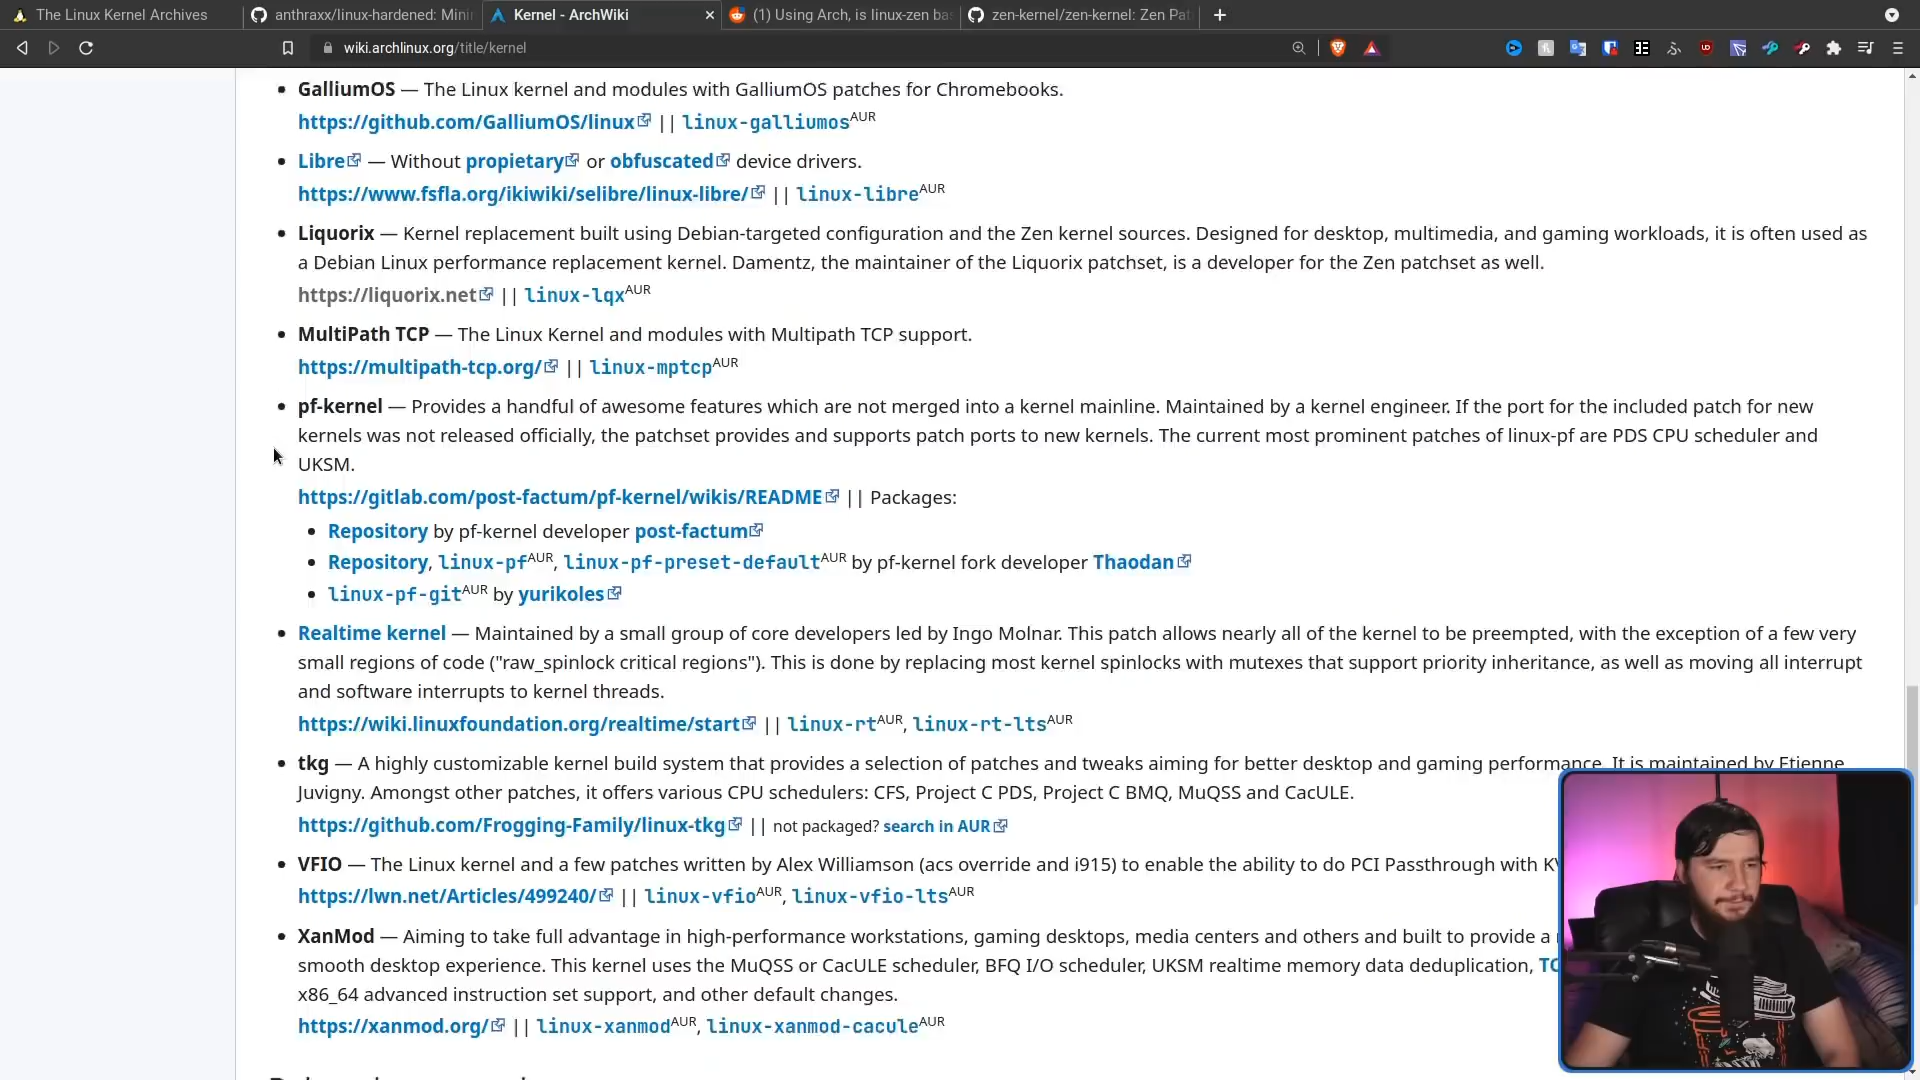 The Linux Kernel Archives
anthraxx/linux-hardened: Mini
Kernel - ArchWiki
(1) Using Arch, is linux-zen ba
zen-kernel/zen-kernel: Zen Pat
wiki.archlinux.org/title/kernel
GalliumOS — The Linux kernel and modules with GalliumOS patches for Chromebooks.
https://github.com/GalliumOS/linux || linux-galliumos AUR
Libre — Without propietary or obfuscated device drivers.
https://www.fsfla.org/ikiwiki/selibre/linux-libre/ || linux-libre AUR
Liquorix — Kernel replacement built using Debian-targeted configuration and the Zen kernel sources. Designed for desktop, multimedia, and gaming workloads, it is often used as
a Debian Linux performance replacement kernel. Damentz, the maintainer of the Liquorix patchset, is a developer for the Zen patchset as well.
https://liquorix.net || linux-lqx AUR
MultiPath TCP — The Linux Kernel and modules with Multipath TCP support.
https://multipath-tcp.org/ || linux-mptcp AUR
pf-kernel — Provides a handful of awesome features which are not merged into a kernel mainline. Maintained by a kernel engineer. If the port for the included patch for new
kernels was not released officially, the patchset provides and supports patch ports to new kernels. The current most prominent patches of linux-pf are PDS CPU scheduler and
UKSM.
https://gitlab.com/post-factum/pf-kernel/wikis/README || Packages:
Repository by pf-kernel developer post-factum
Repository, linux-pf AUR, linux-pf-preset-default AUR by pf-kernel fork developer Thaodan
linux-pf-git AUR by yurikoles
Realtime kernel — Maintained by a small group of core developers led by Ingo Molnar. This patch allows nearly all of the kernel to be preempted, with the exception of a few very
small regions of code ("raw_spinlock critical regions"). This is done by replacing most kernel spinlocks with mutexes that support priority inheritance, as well as moving all interrupt
and software interrupts to kernel threads.
https://wiki.linuxfoundation.org/realtime/start || linux-rt AUR, linux-rt-lts AUR
tkg — A highly customizable kernel build system that provides a selection of patches and tweaks aiming for better desktop and gaming performance. It is maintained by Etienne
Juvigny. Amongst other patches, it offers various CPU schedulers: CFS, Project C PDS, Project C BMQ, MuQSS and CacULE.
https://github.com/Frogging-Family/linux-tkg || not packaged? search in AUR
VFIO — The Linux kernel and a few patches written by Alex Williamson (acs override and i915) to enable the ability to do PCI Passthrough with
https://lwn.net/Articles/499240/ || linux-vfio AUR, linux-vfio-lts AUR
XanMod — Aiming to take full advantage in high-performance workstations, gaming desktops, media centers and others and built to provide a
smooth desktop experience. This kernel uses the MuQSS or CacULE scheduler, BFQ I/O scheduler, UKSM realtime memory data deduplication,
x86_64 advanced instruction set support, and other default changes.
https://xanmod.org/ || linux-xanmod AUR, linux-xanmod-cacule AUR